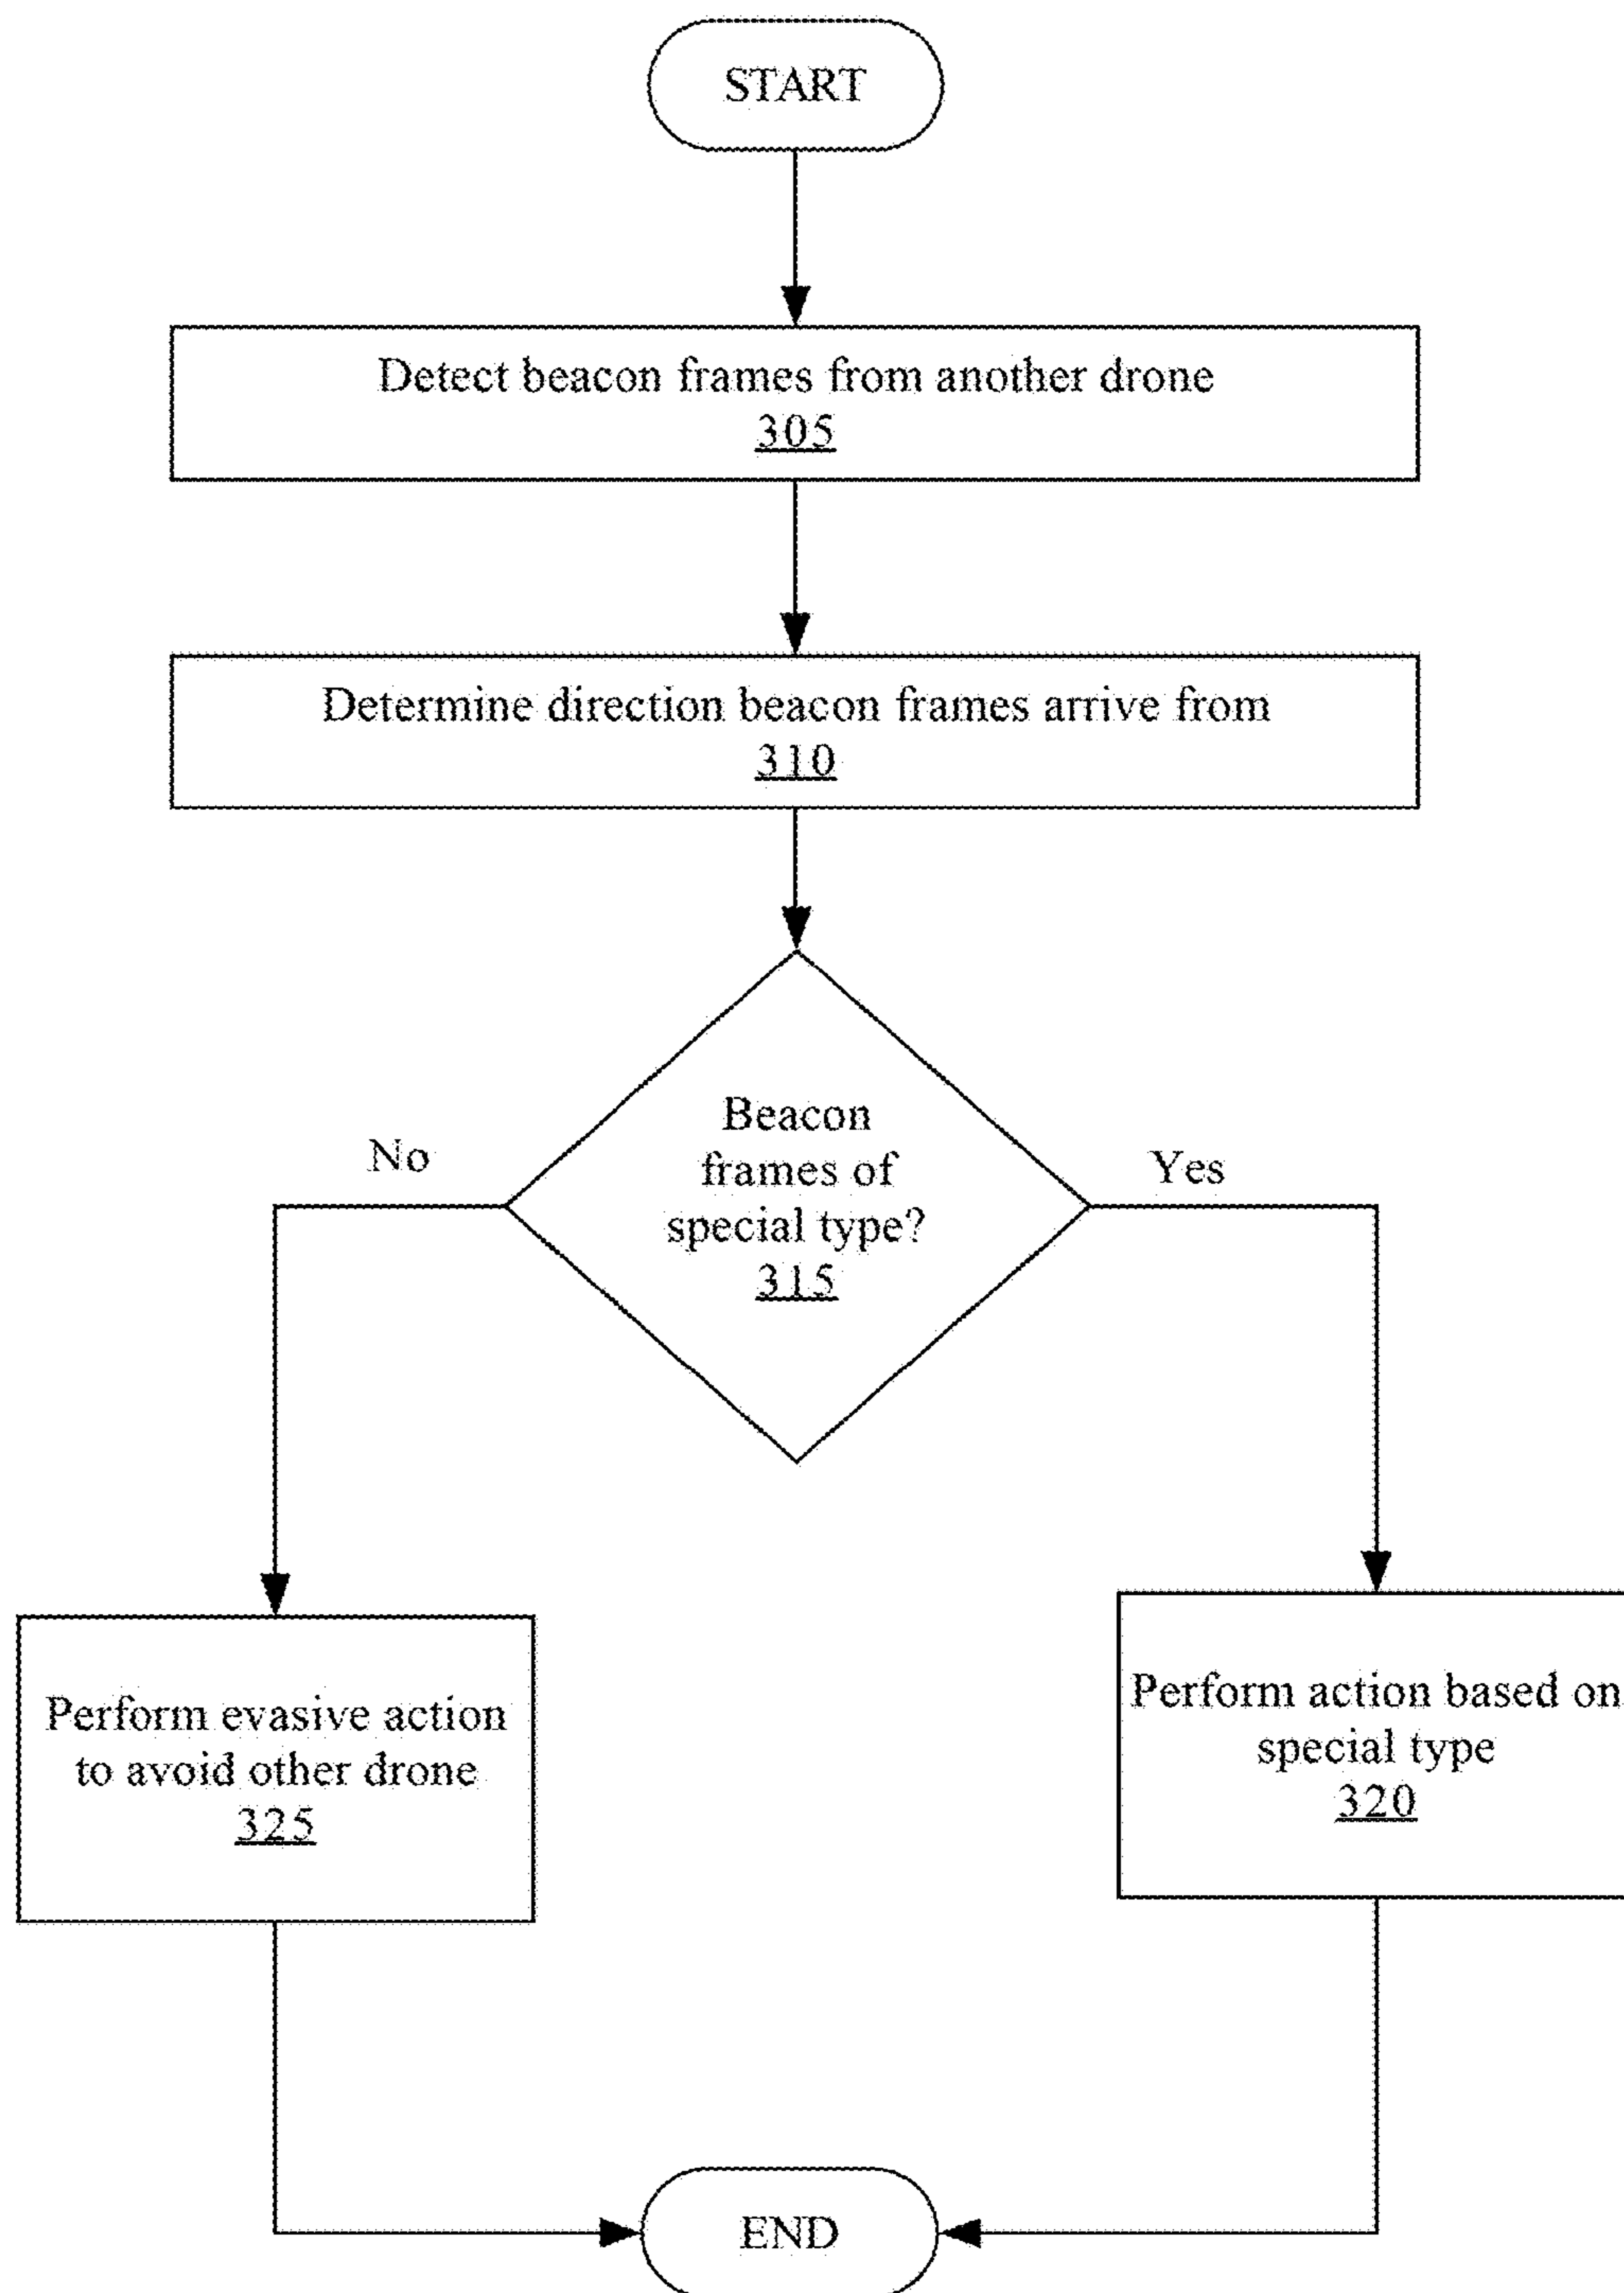 START
Detect beacon frames from another drone
305
Determine direction beacon frames arrive from
310
Beacon
frames of
special type?
315
No
Yes
Perform evasive action
to avoid other drone
325
Perform action based on
special type
320
END